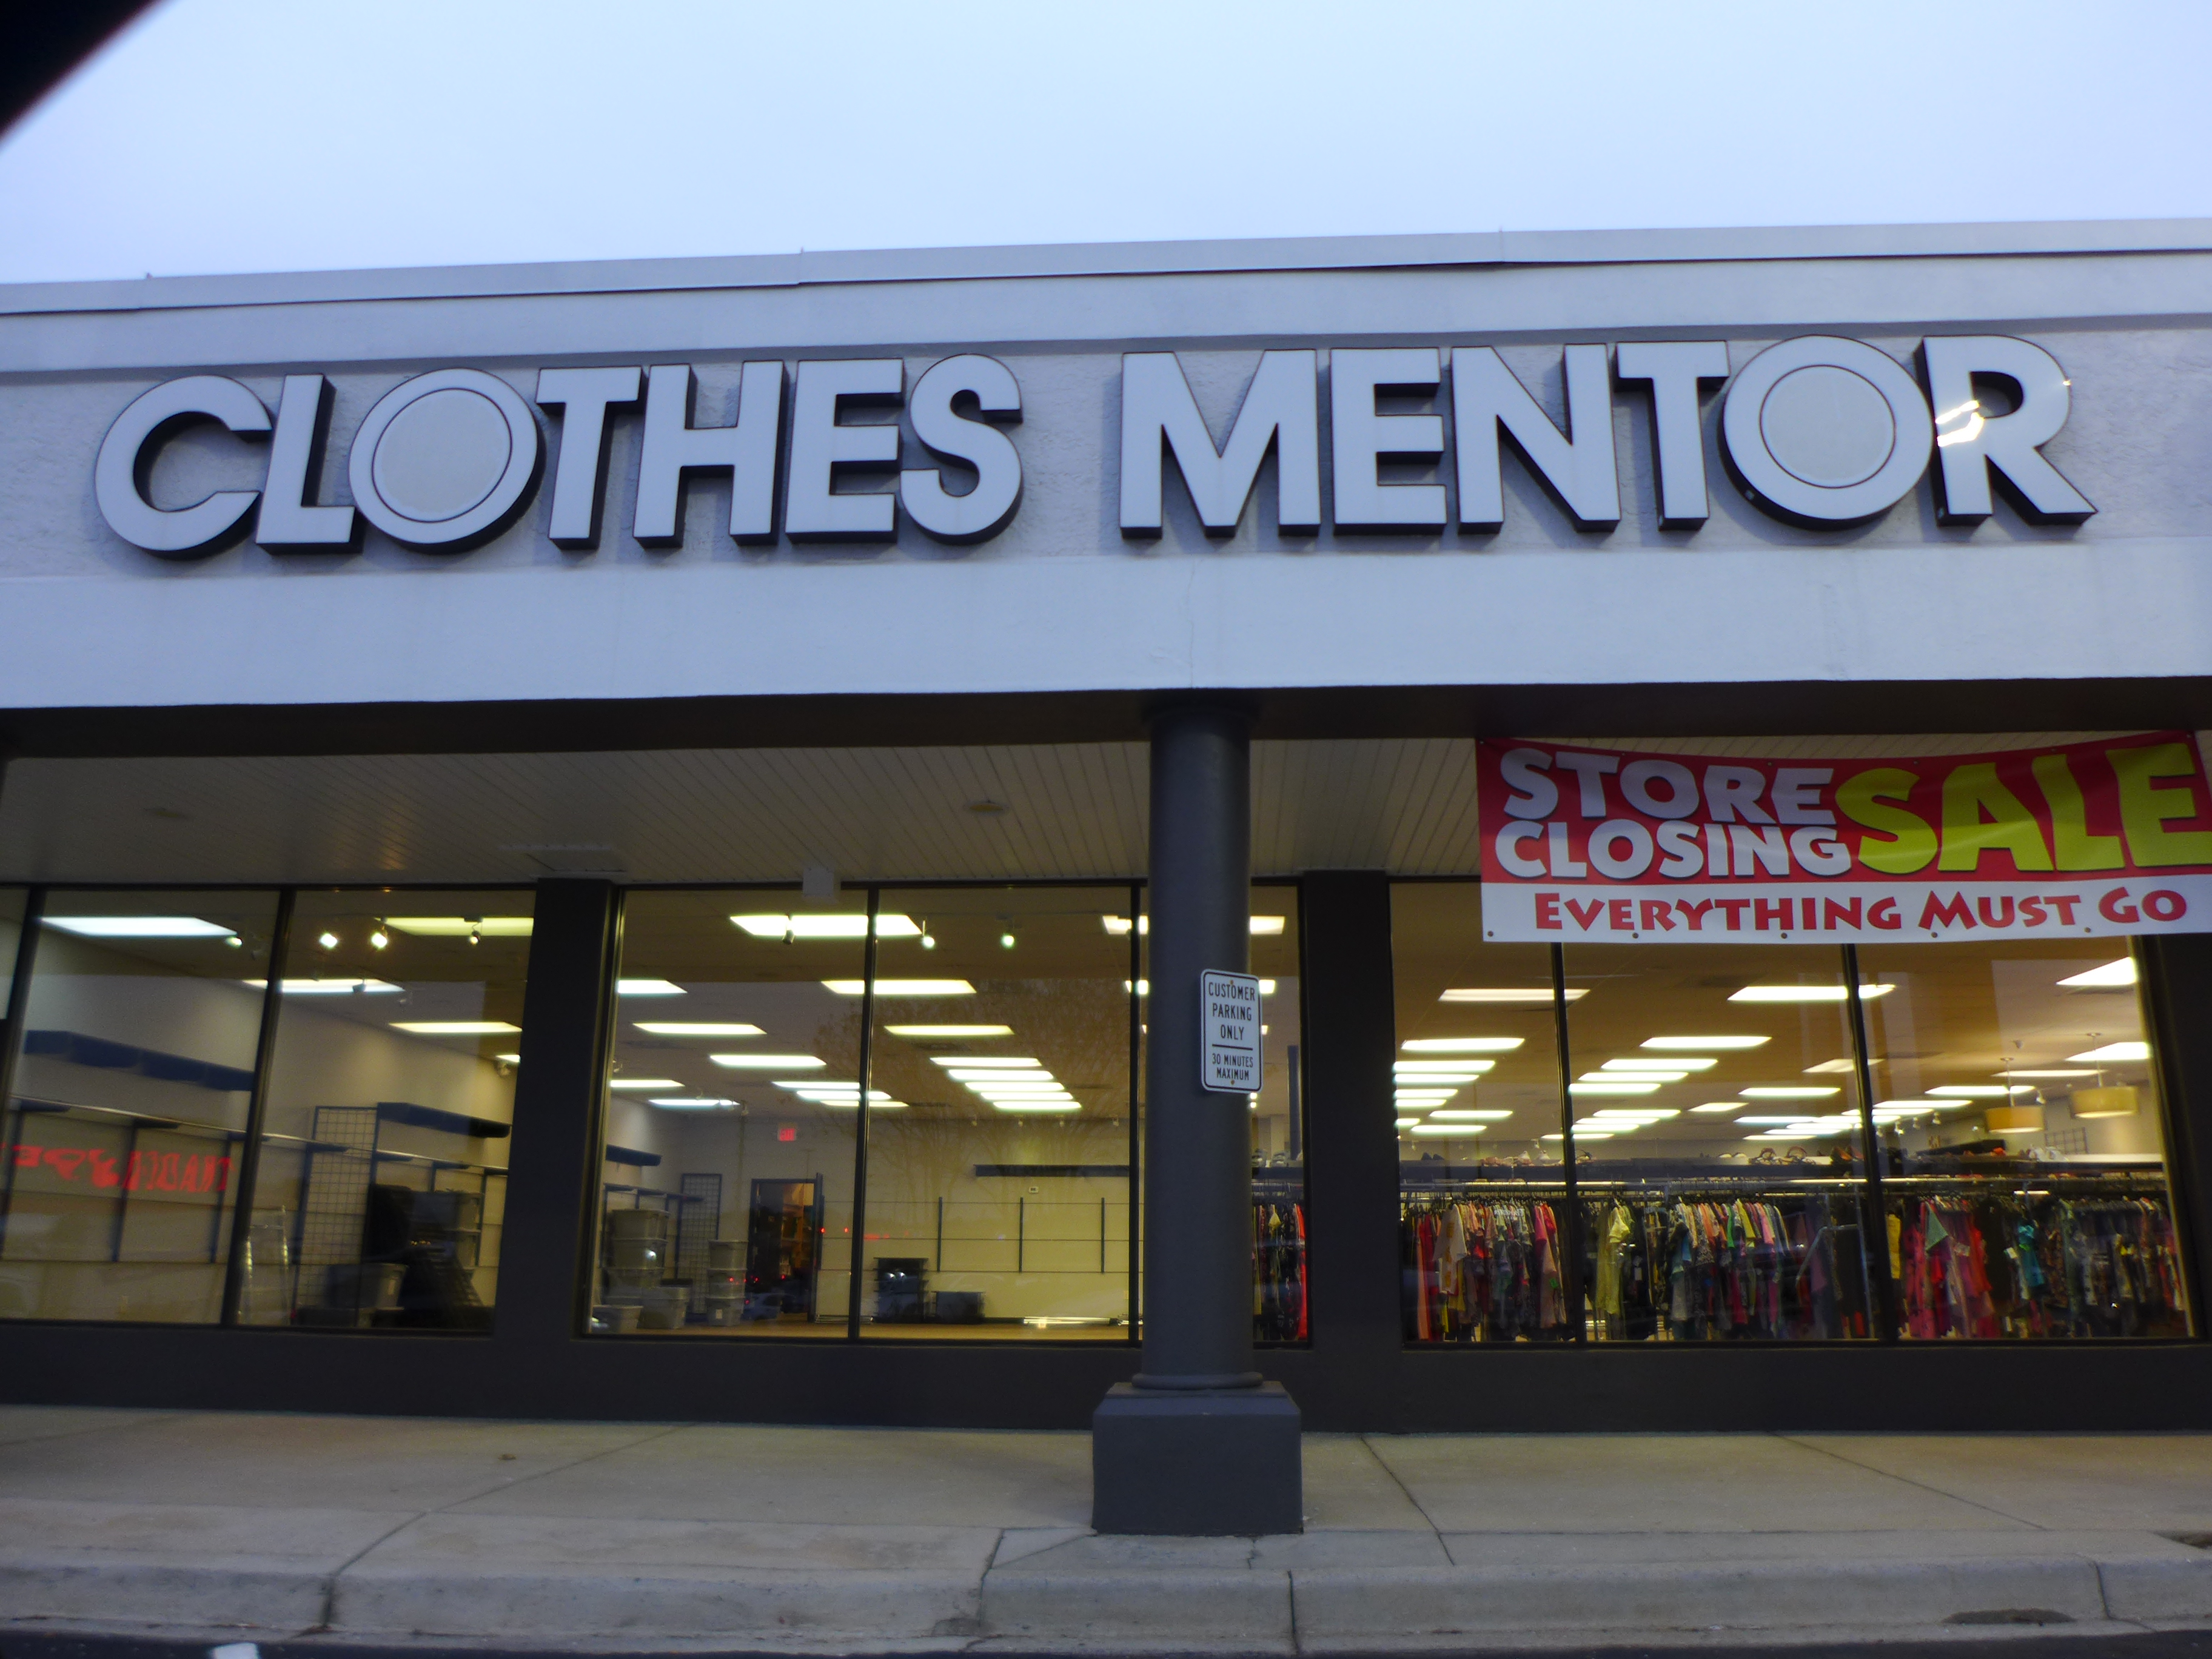 CLOTHES MENTOR
STORE CLOSING SALE
EVERYTHING MUST GO
CUSTOMER
PARKING
ONLY
30 MINUTES
MAXIMUM